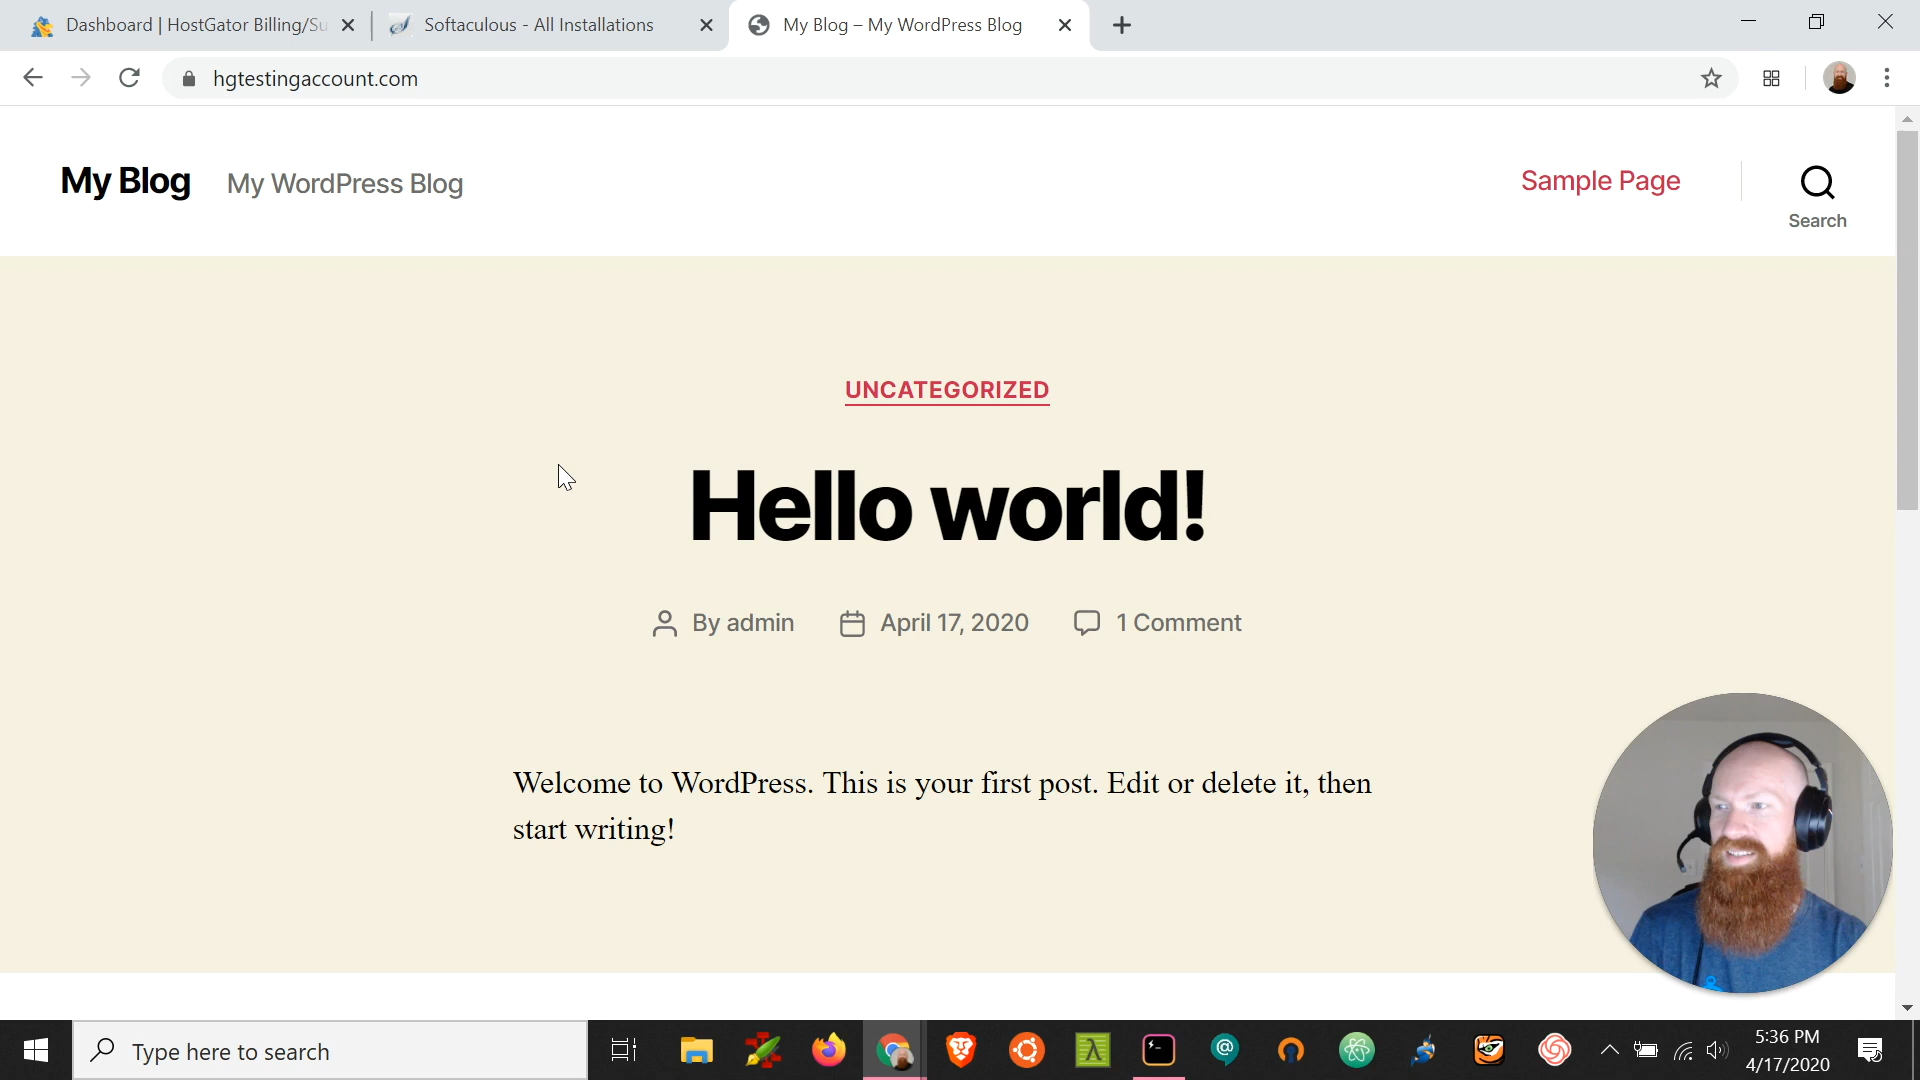 Dashboard | HostGator Billing/Su
Softaculous - All Installations
My Blog – My WordPress Blog
hgtestingaccount.com
My Blog
My WordPress Blog
Sample Page
Search
UNCATEGORIZED
Hello world!
By admin
April 17, 2020
1 Comment
Welcome to WordPress. This is your first post. Edit or delete it, then
start writing!
Type here to search
5:36 PM
4/17/2020